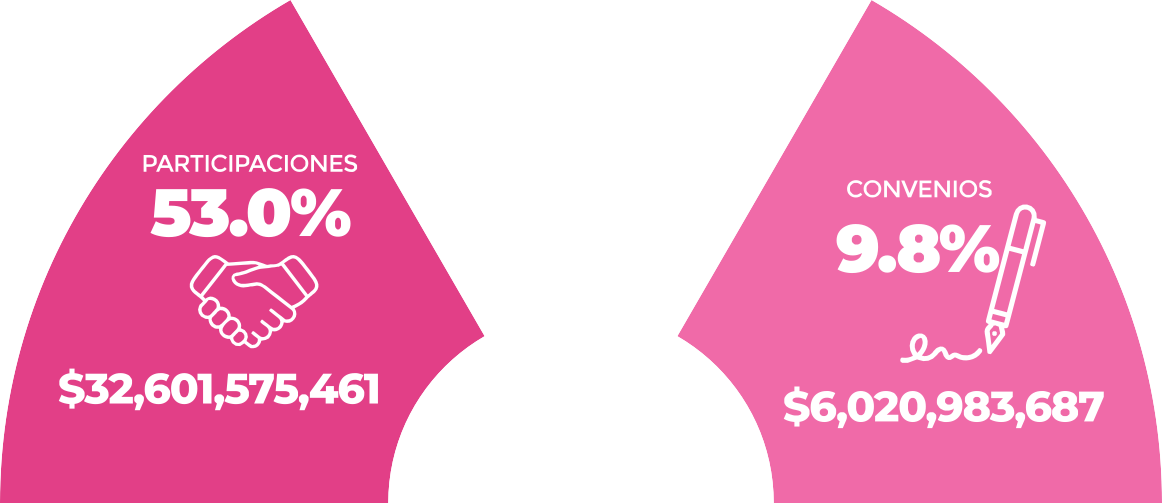 PARTICIPACIONES
53.0%
$32,601,575,461
CONVENIOS
9.8%
$6,020,983,687